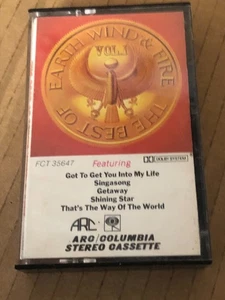 THE BEST OF EARTH WIND & FIRE
VOL.1
FCT 35647
Featuring
DOLBY SYSTEM
Got To Get You Into My Life
Singasong
Getaway
Shining Star
That's The Way Of The World
ARC
ARC/COLUMBIA
STEREO CASSETTE